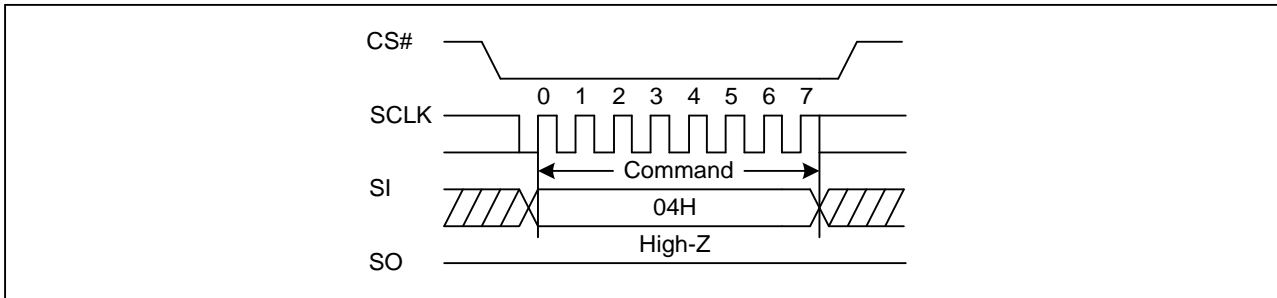 CS#
0 1 2 3 4 5 6 7
SCLK
Command
SI
04H
High-Z
SO